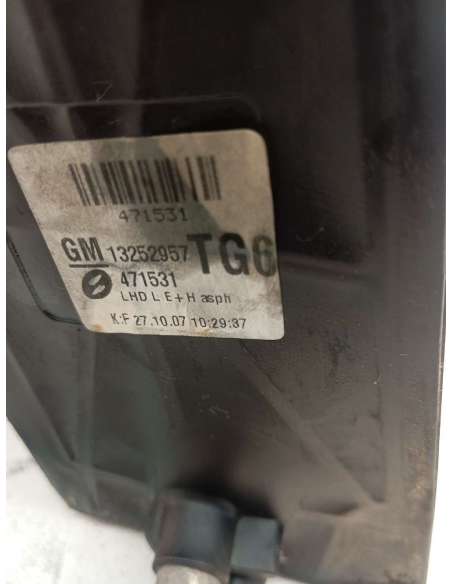 471531
GM 13252957 TG6
471531
LHD L E+H asph
K:F 27.10.07 10:29:37